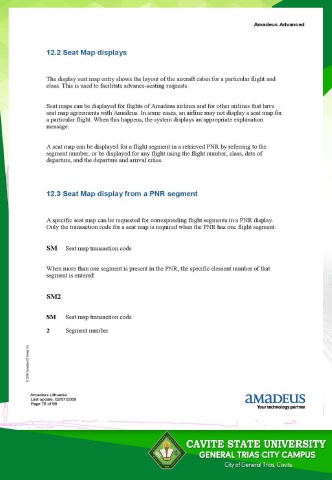 Amadeus Advanced
12.2 Seat Map displays
The display seat map entry shows the layout of the aircraft cabin for a particular flight and
class. This is used to facilitate advance-seating requests.
Seat maps can be displayed for flights of Amadeus airlines and for other airlines that have
seat map agreements with Amadeus. In some cases, an airline may not display a seat map for
a particular flight. When this happens, the system displays an appropriate explanation
message.
A seat map can be displayed for a flight segment in a retrieved PNR by referring to the
segment number, or be displayed for any flight using the flight number, class, date of
departure, and the departure and arrival cities.
12.3 Seat Map display from a PNR segment
A specific seat map can be requested for corresponding flight segments in a PNR display.
Only the transaction code for a seat map is required when the PNR has one flight segment:
SM Seat map transaction code
When more than one segment is present in the PNR, the specific element number of that
segment is entered:
SM2
SM Seat map transaction code
2 Segment number
Amadeus Lithuania
Last update: 02/07/2009
Page 75 of 99
amadeus
Your technology partner
CAVITE STATE UNIVERSITY
GENERAL TRIAS CITY CAMPUS
City of General Trias, Cavite